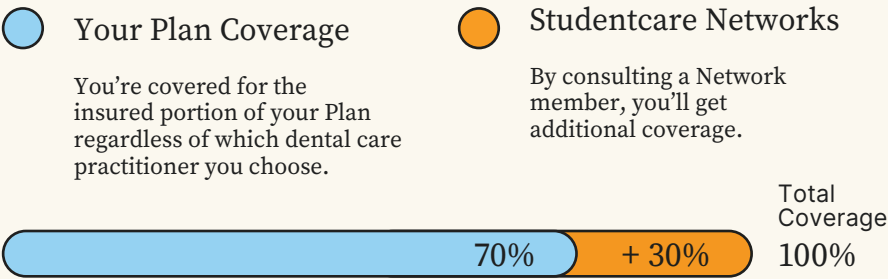 Your Plan Coverage
You’re covered for the
insured portion of your Plan
regardless of which dental care
practitioner you choose.
Studentcare Networks
By consulting a Network
member, you’ll get
additional coverage.
70%
+ 30%
Total
Coverage
100%